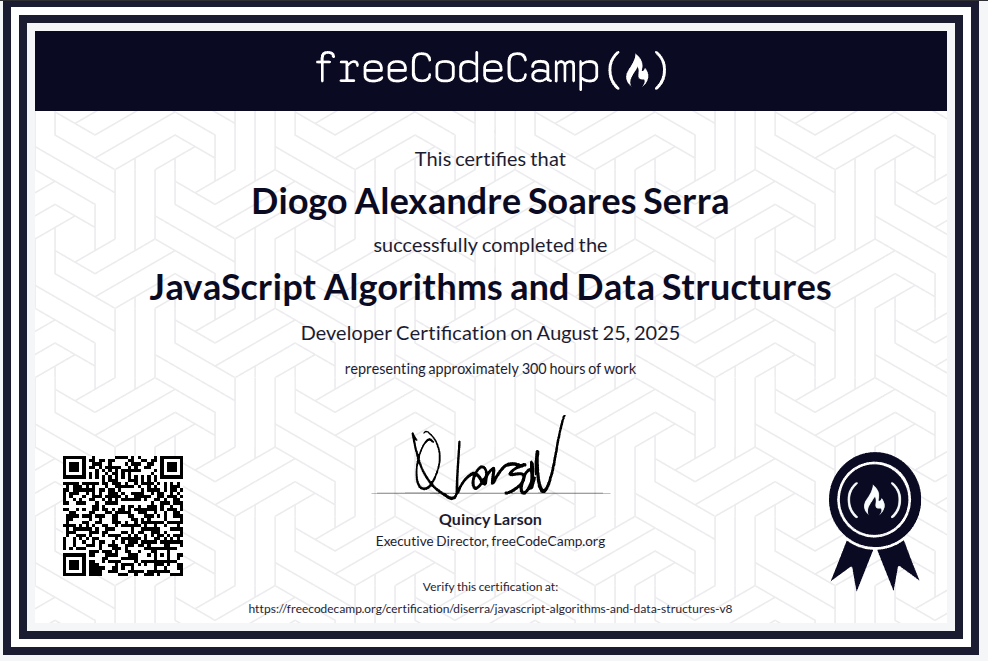 freeCodeCamp
This certifies that
Diogo Alexandre Soares Serra
successfully completed the
JavaScript Algorithms and Data Structures
Developer Certification on August 25, 2025
representing approximately 300 hours of work
Quincy Larson
Executive Director, freeCodeCamp.org
Verify this certification at:
https://freecodecamp.org/certification/diserra/javascript-algorithms-and-data-structures-v8